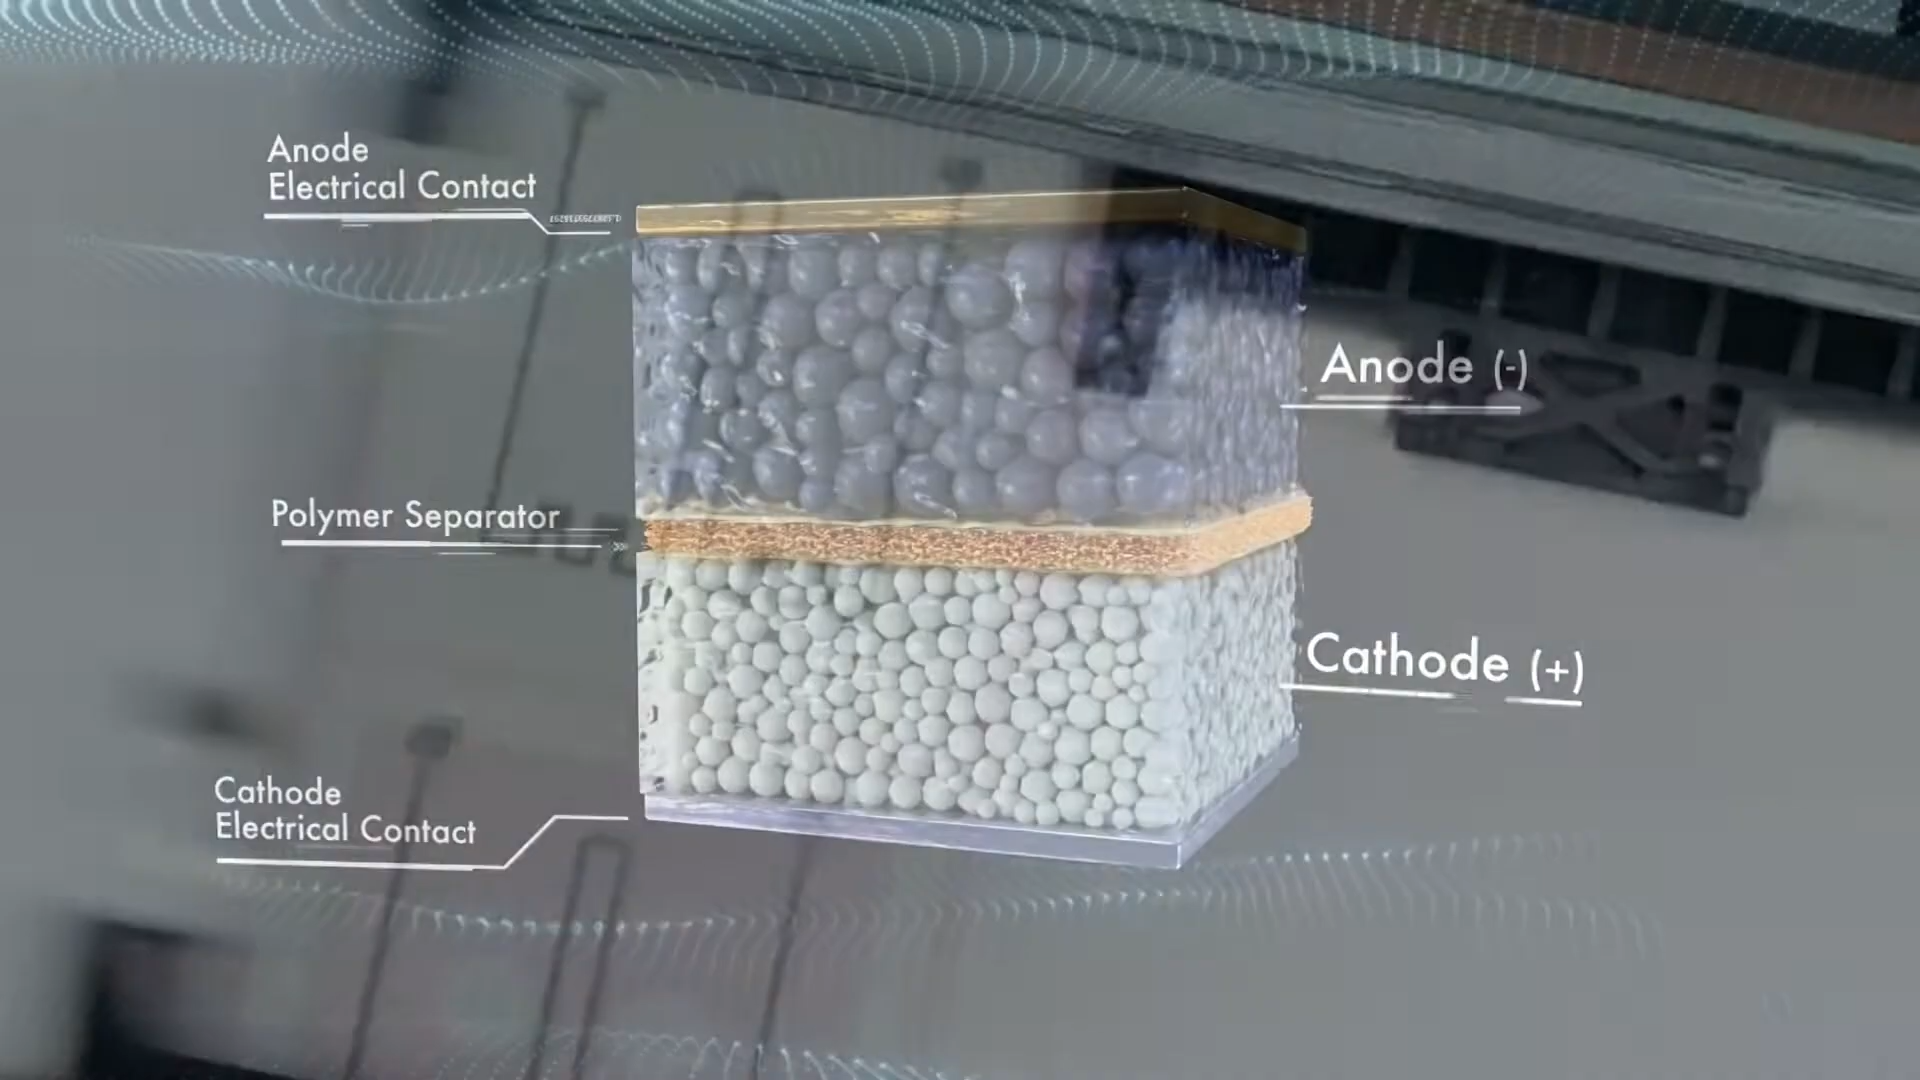 Anode
Electrical Contact
Anode (-)
Polymer Separator
Cathode (+)
Cathode
Electrical Contact